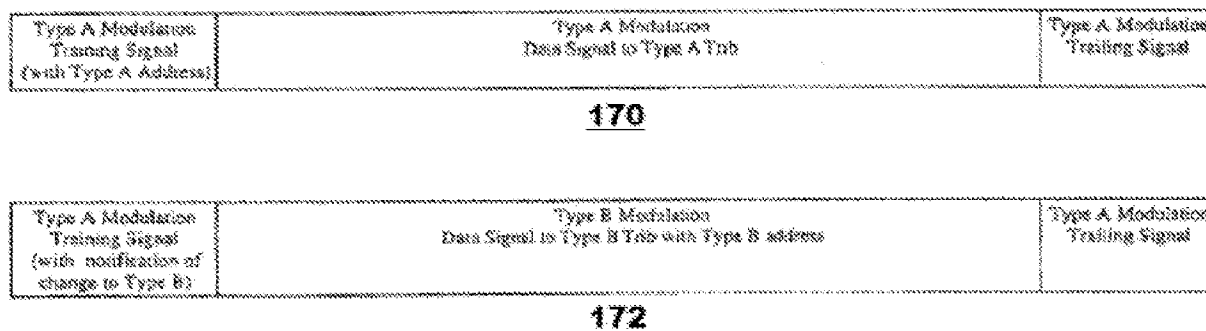 Type A Modulation
Training Signal
(with Type A Address)
Type A Modulation
Data Signal to Type A Trib
Type A Modulation
Trailing Signal
170
Type A Modulation
Training Signal
(with notification of
change to Type B)
Type B Modulation
Data Signal to Type B Trib with Type B address
Type A Modulation
Trailing Signal
172